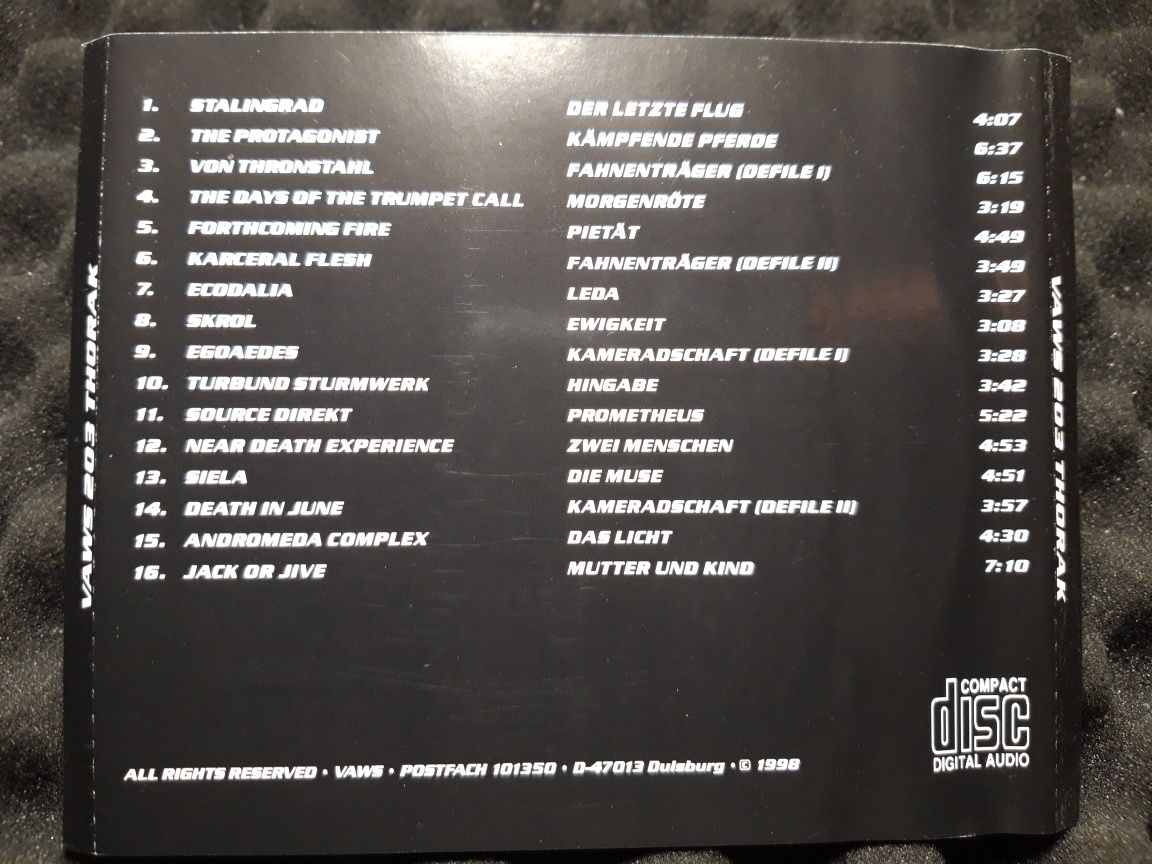 1. STALINGRAD DER LETZTE FLUG 4:07
2. THE PROTAGONIST KÄMPFENDE PFERDE 6:37
3. VON THRONSTAHL FAHNENTRÄGER (DEFILE I) 6:15
4. THE DAYS OF THE TRUMPET CALL MORGENRÖTE 3:19
5. FORTHCOMING FIRE PIETÄT 4:49
6. KARCERAL FLESH FAHNENTRÄGER (DEFILE II) 3:49
7. ECODALIA LEDA 3:27
8. SKROL EWIGKEIT 3:08
9. EGOAEDES KAMERADSCHAFT (DEFILE I) 3:28
10. TURBUND STURMWERK HINGABE 3:42
11. SOURCE DIREKT PROMETHEUS 5:22
12. NEAR DEATH EXPERIENCE ZWEI MENSCHEN 4:53
13. SIELA DIE MUSE 4:51
14. DEATH IN JUNE KAMERADSCHAFT (DEFILE II) 3:57
15. ANDROMEDA COMPLEX DAS LICHT 4:30
16. JACK OR JIVE MUTTER UND KIND 7:10
ALL RIGHTS RESERVED • VAWS • POSTFACH 101350 • D-47013 Duisburg • © 1998
COMPACT
disc
DIGITAL AUDIO
VAWS 203 THORAK
VAWS 203 THORAK